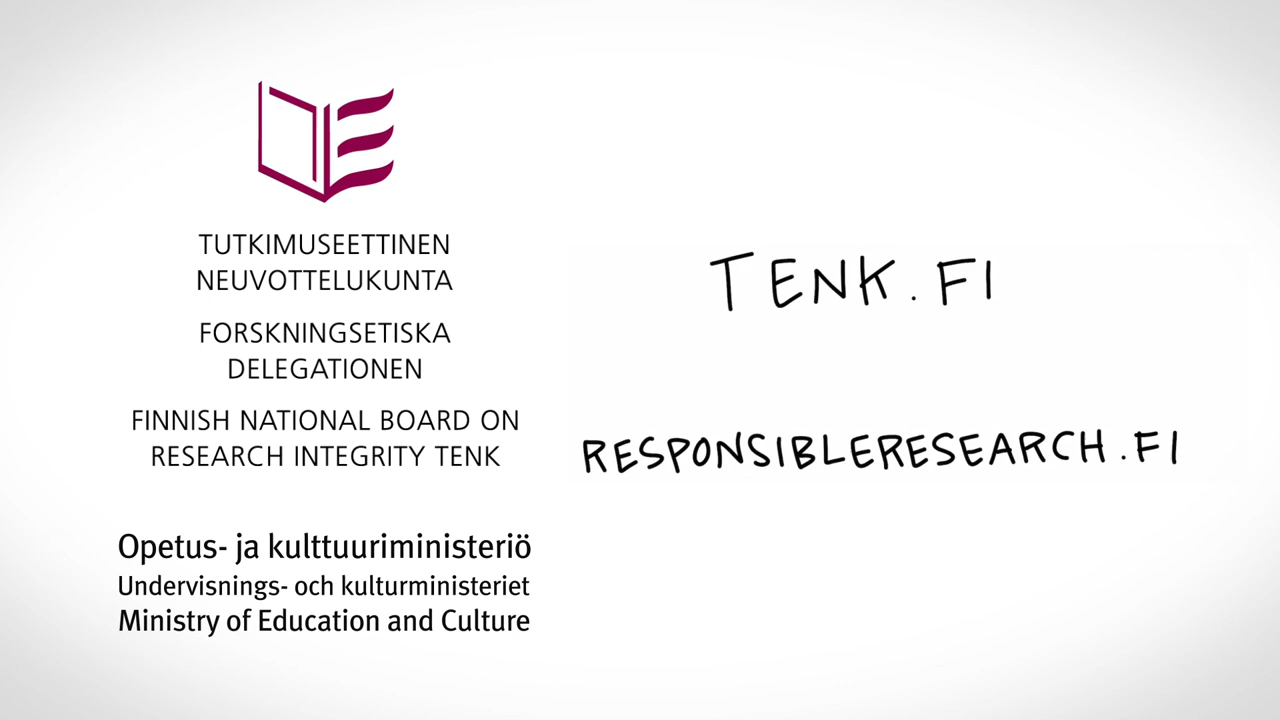 TUTKIMUSEETTINEN
NEUVOTTELUKUNTA
FORSKNINGSETISKA
DELEGATIONEN
FINNISH NATIONAL BOARD ON
RESEARCH INTEGRITY TENK
Opetus- ja kulttuuriministeriö
Undervisnings- och kulturministeriet
Ministry of Education and Culture
TENK.FI
RESPONSIBLERESEARCH.FI